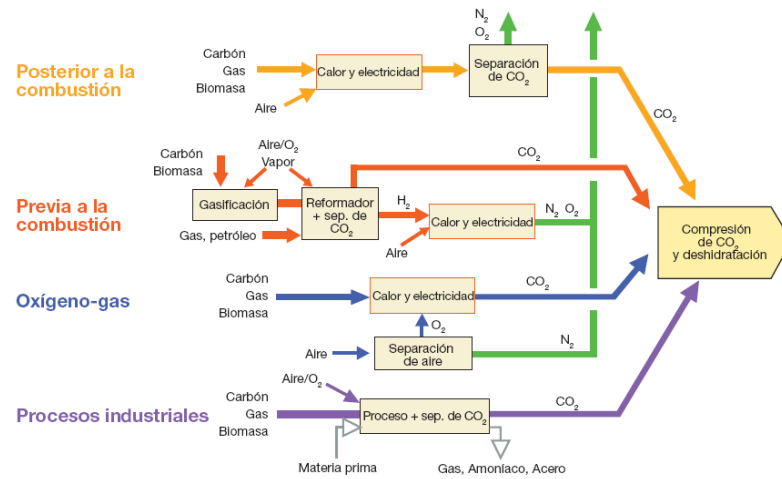 Posterior a la
combustión
Carbón
Gas
Biomasa
Aire
Calor y electricidad
Separación
de CO₂
N₂
O₂
CO₂
Previa a la
combustión
Carbón
Biomasa
Aire/O₂
Vapor
Gasificación
Gas, petróleo
Reformador
+ sep. de
CO₂
H₂
Aire
Calor y electricidad
N₂ O₂
CO₂
Compresión
de CO₂
y deshidratación
Oxígeno-gas
Carbón
Gas
Biomasa
Calor y electricidad
CO₂
O₂
Aire
Separación
de aire
N₂
Procesos industriales
Carbón
Gas
Biomasa
Aire/O₂
Proceso + sep. de CO₂
CO₂
Materia prima
Gas, Amoníaco, Acero